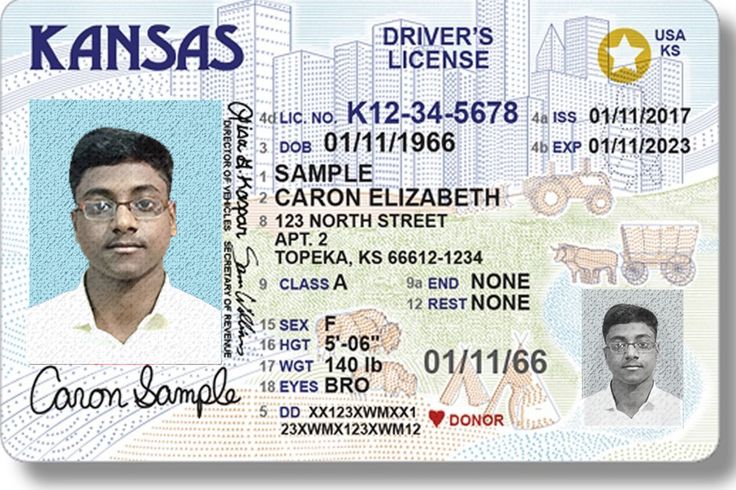 KANSAS
DRIVER'S
LICENSE
USA
KS
4d LIC. NO. K12-34-5678
4a ISS 01/11/2017
3 DOB 01/11/1966
4b EXP 01/11/2023
1 SAMPLE
2 CARON ELIZABETH
8 123 NORTH STREET
APT. 2
TOPEKA, KS 66612-1234
9 CLASS A
9a END NONE
12 REST NONE
15 SEX F
16 HGT 5'-06"
17 WGT 140 lb
01/11/66
18 EYES BRO
5 DD XX123XWMXX1
23XWMX123XWM12
DONOR
DIRECTOR OF VEHICLES
SECRETARY OF REVENUE
Caron Sample